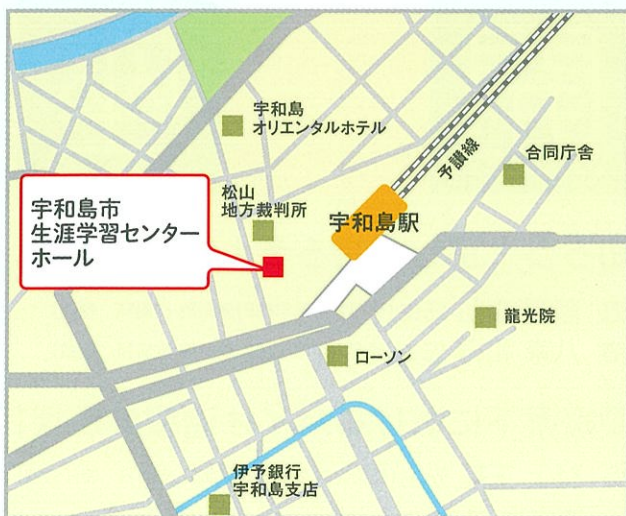 宇和島
オリエンタルホテル
予讃線
合同庁舎
宇和島市
生涯学習センター
ホール
松山
地方裁判所
宇和島駅
龍光院
ローソン
伊予銀行
宇和島支店